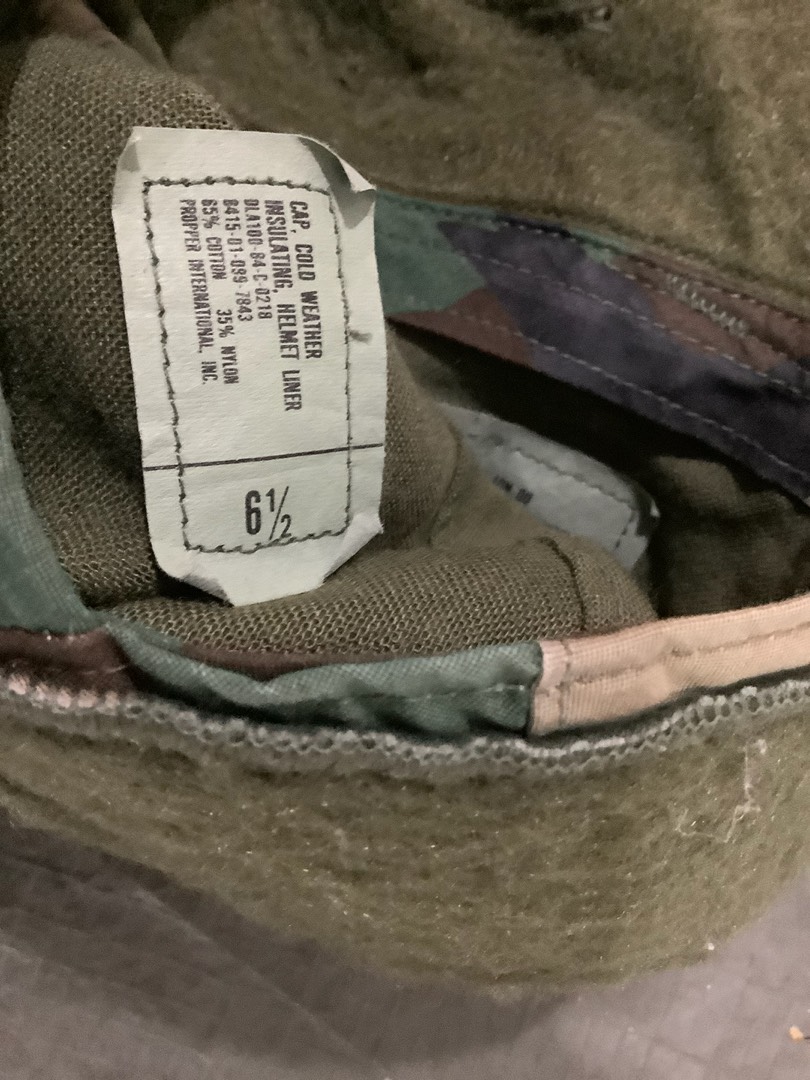 CAP, COLD WEATHER
INSULATING, HELMET LINER
DLA100-84-C-0218
8415-01-099-7843
65% COTTON 35% NYLON
PROPPER INTERNATIONAL, INC.
6½